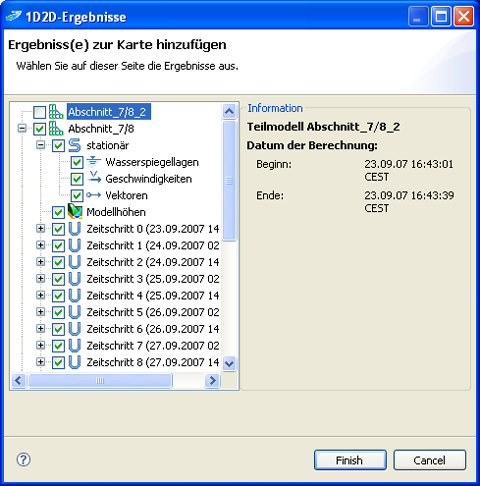 1D2D-Ergebnisse
Ergebniss(e) zur Karte hinzufügen
Wählen Sie auf dieser Seite die Ergebnisse aus.
Abschnitt_7/8_2
Abschnitt_7/8
stationär
Wasserspiegellagen
Geschwindigkeiten
Vektoren
Modellhöhen
Zeitschritt 0 (23.09.2007 14
Zeitschritt 1 (24.09.2007 02
Zeitschritt 2 (24.09.2007 14
Zeitschritt 3 (25.09.2007 02
Zeitschritt 4 (25.09.2007 14
Zeitschritt 5 (26.09.2007 02
Zeitschritt 6 (26.09.2007 14
Zeitschritt 7 (27.09.2007 02
Zeitschritt 8 (27.09.2007 14
Information
Teilmodell Abschnitt_7/8_2
Datum der Berechnung:
Beginn: 23.09.07 16:43:01
CEST
Ende: 23.09.07 16:43:39
CEST
?
Finish
Cancel